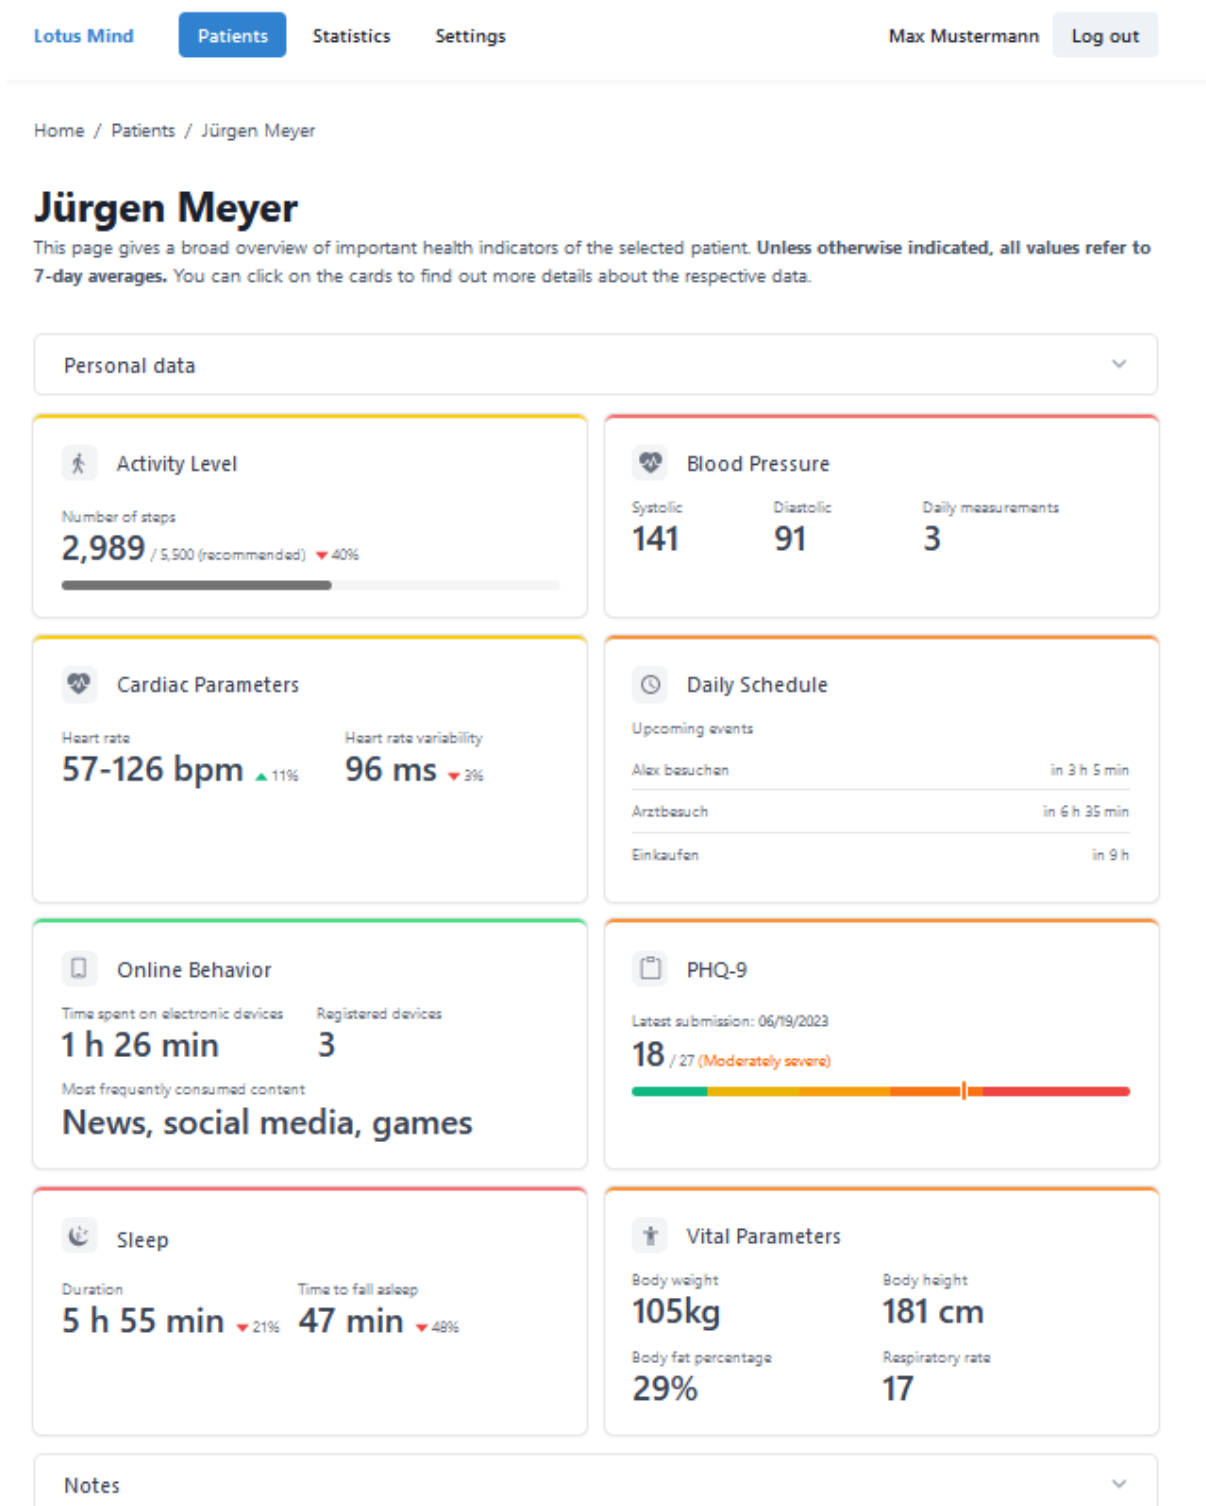 Lotus Mind Patients Statistics Settings Max Mustermann Log out
Home / Patients / Jürgen Meyer
Jürgen Meyer
This page gives a broad overview of important health indicators of the selected patient. Unless otherwise indicated, all values refer to
7-day averages. You can click on the cards to find out more details about the respective data.
Personal data
Activity Level
Number of steps
2,989 / 5,500 (recommended) 40%
Blood Pressure
Systolic Diastolic Daily measurements
141 91 3
Cardiac Parameters
Heart rate Heart rate variability
57-126 bpm 11% 96 ms 3%
Daily Schedule
Upcoming events
Alex besuchen in 3 h 5 min
Arztbesuch in 6 h 35 min
Einkaufen in 9 h
Online Behavior
Time spent on electronic devices Registered devices
1 h 26 min 3
Most frequently consumed content
News, social media, games
PHQ-9
Latest submission: 06/19/2023
18 / 27 (Moderately severe)
Sleep
Duration Time to fall asleep
5 h 55 min 21% 47 min 48%
Vital Parameters
Body weight Body height
105kg 181 cm
Body fat percentage Respiratory rate
29% 17
Notes